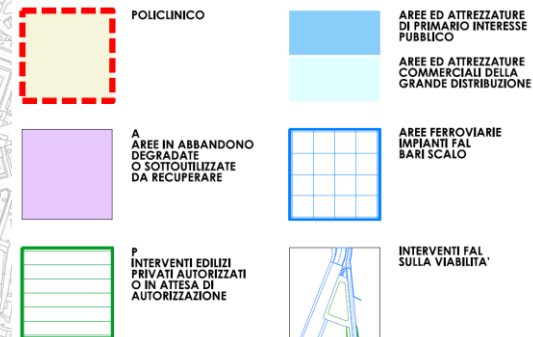 POLICLINICO
AREE ED ATTREZZATURE
DI PRIMARIO INTERESSE
PUBBLICO
AREE ED ATTREZZATURE
COMMERCIALI DELLA
GRANDE DISTRIBUZIONE
A
AREE IN ABBANDONO
DEGRADATE
O SOTTOUTILIZZATE
DA RECUPERARE
AREE FERROVIARIE
IMPIANTI FAL
BARI SCALO
P
INTERVENTI EDILIZI
PRIVATI AUTORIZZATI
O IN ATTESA DI
AUTORIZZAZIONE
INTERVENTI FAL
SULLA VIABILITA'